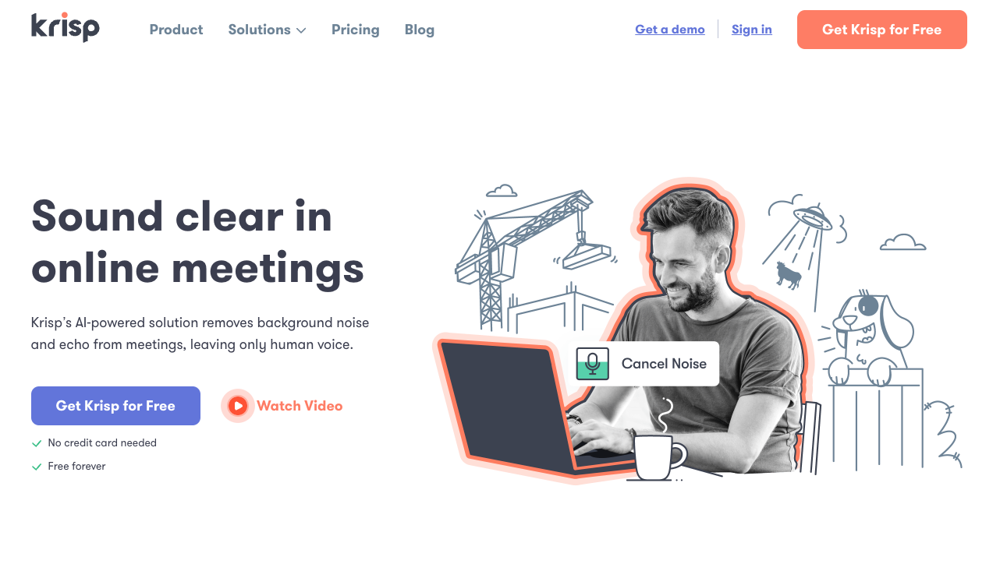 krisp
Product
Solutions
Pricing
Blog
Get a demo
Sign in
Get Krisp for Free
Sound clear in
online meetings
Krisp’s AI-powered solution removes background noise
and echo from meetings, leaving only human voice.
Get Krisp for Free
Watch Video
No credit card needed
Free forever
Cancel Noise